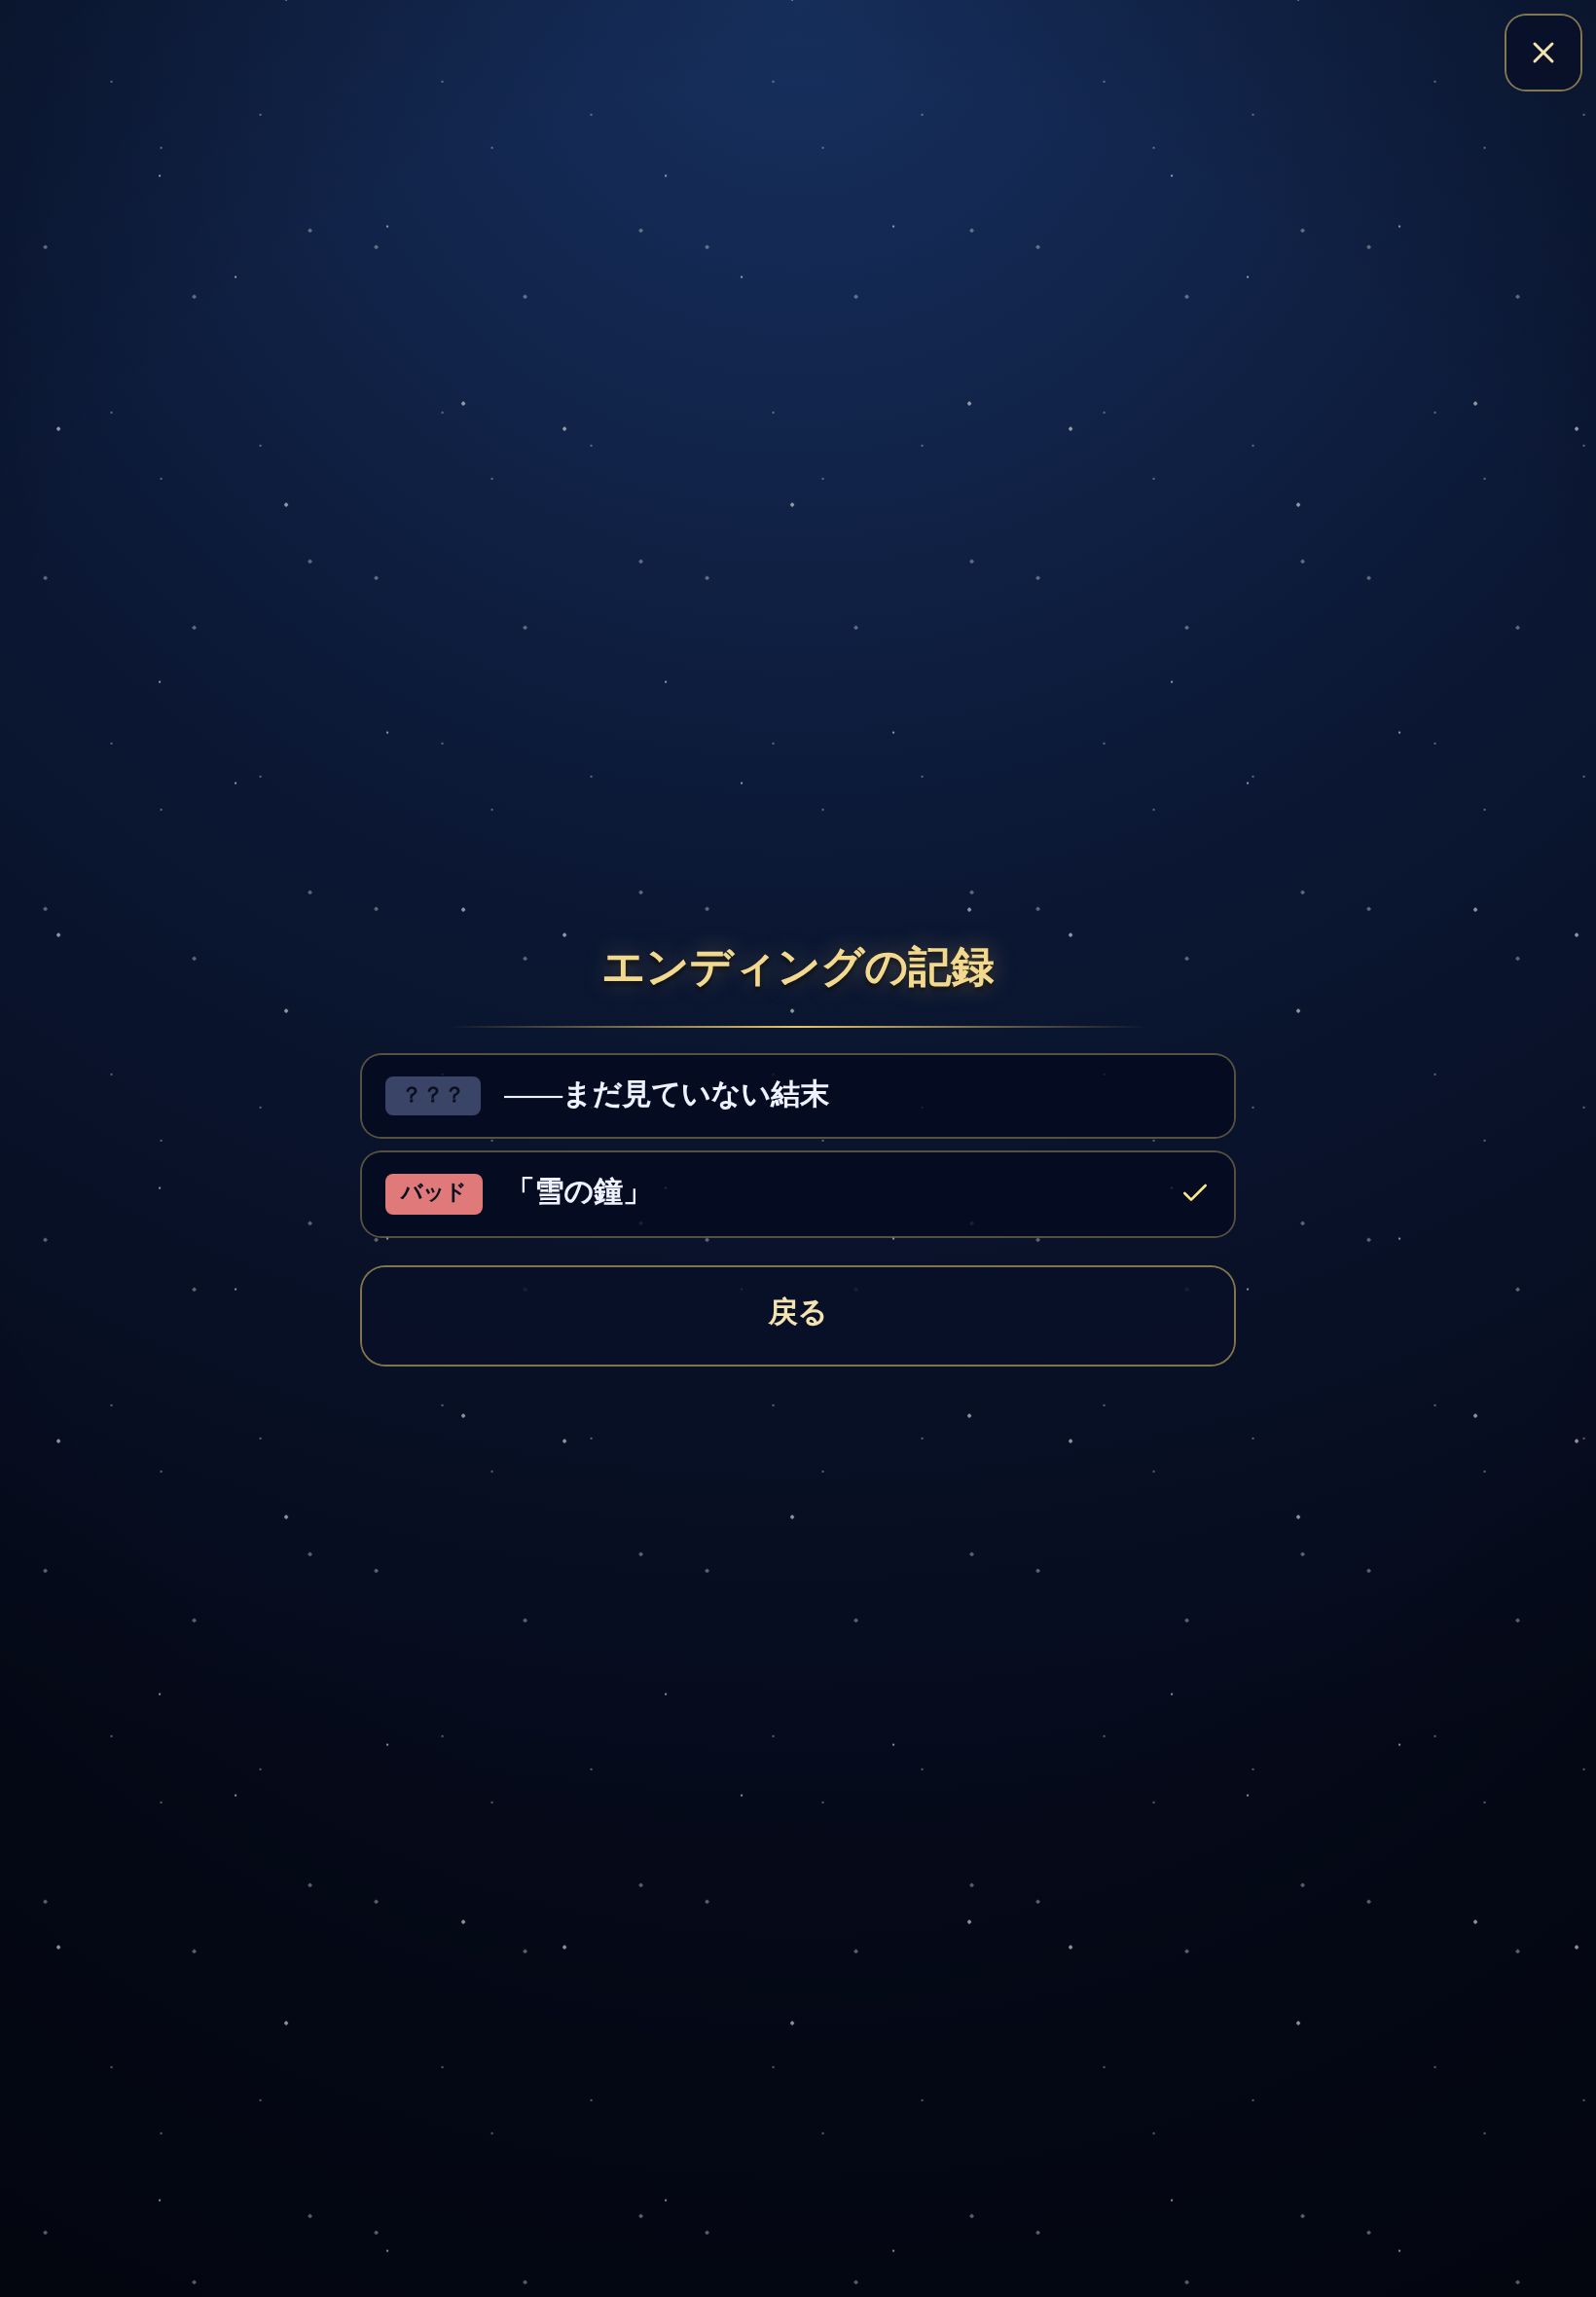 エンディングの記録
？？？ ――まだ見ていない結末
バッド 「雪の鐘」
戻る